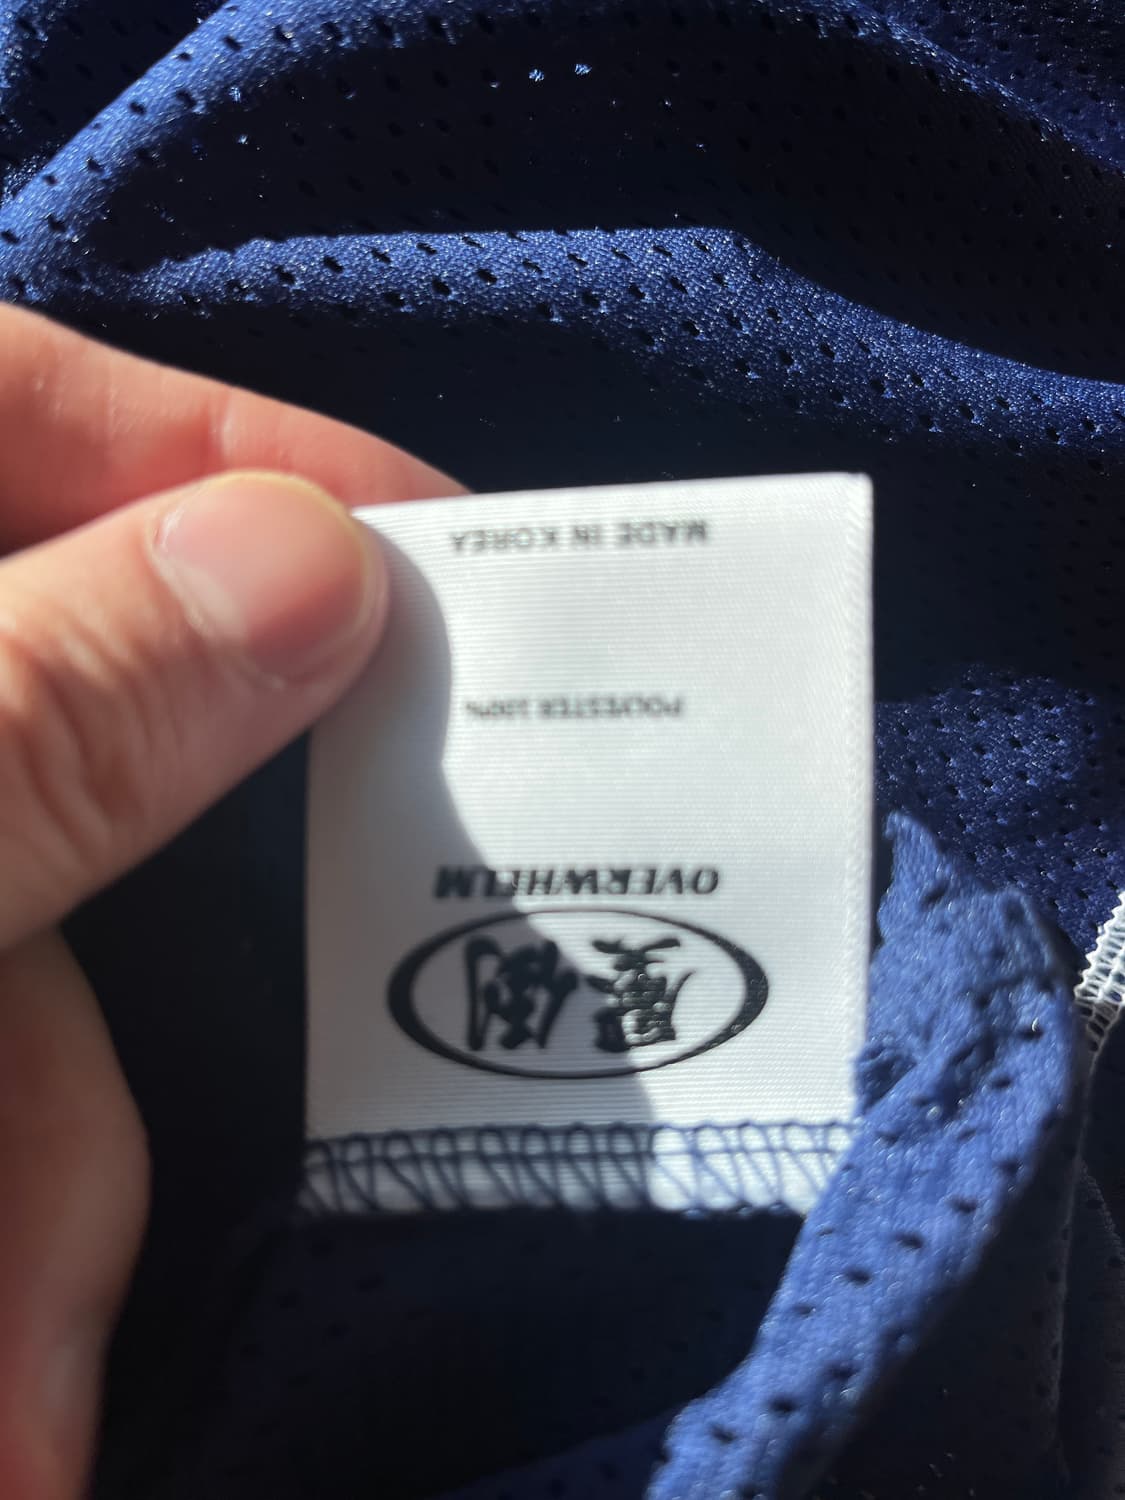 OVERWHELM
POLYESTER 100%
MADE IN KOREA